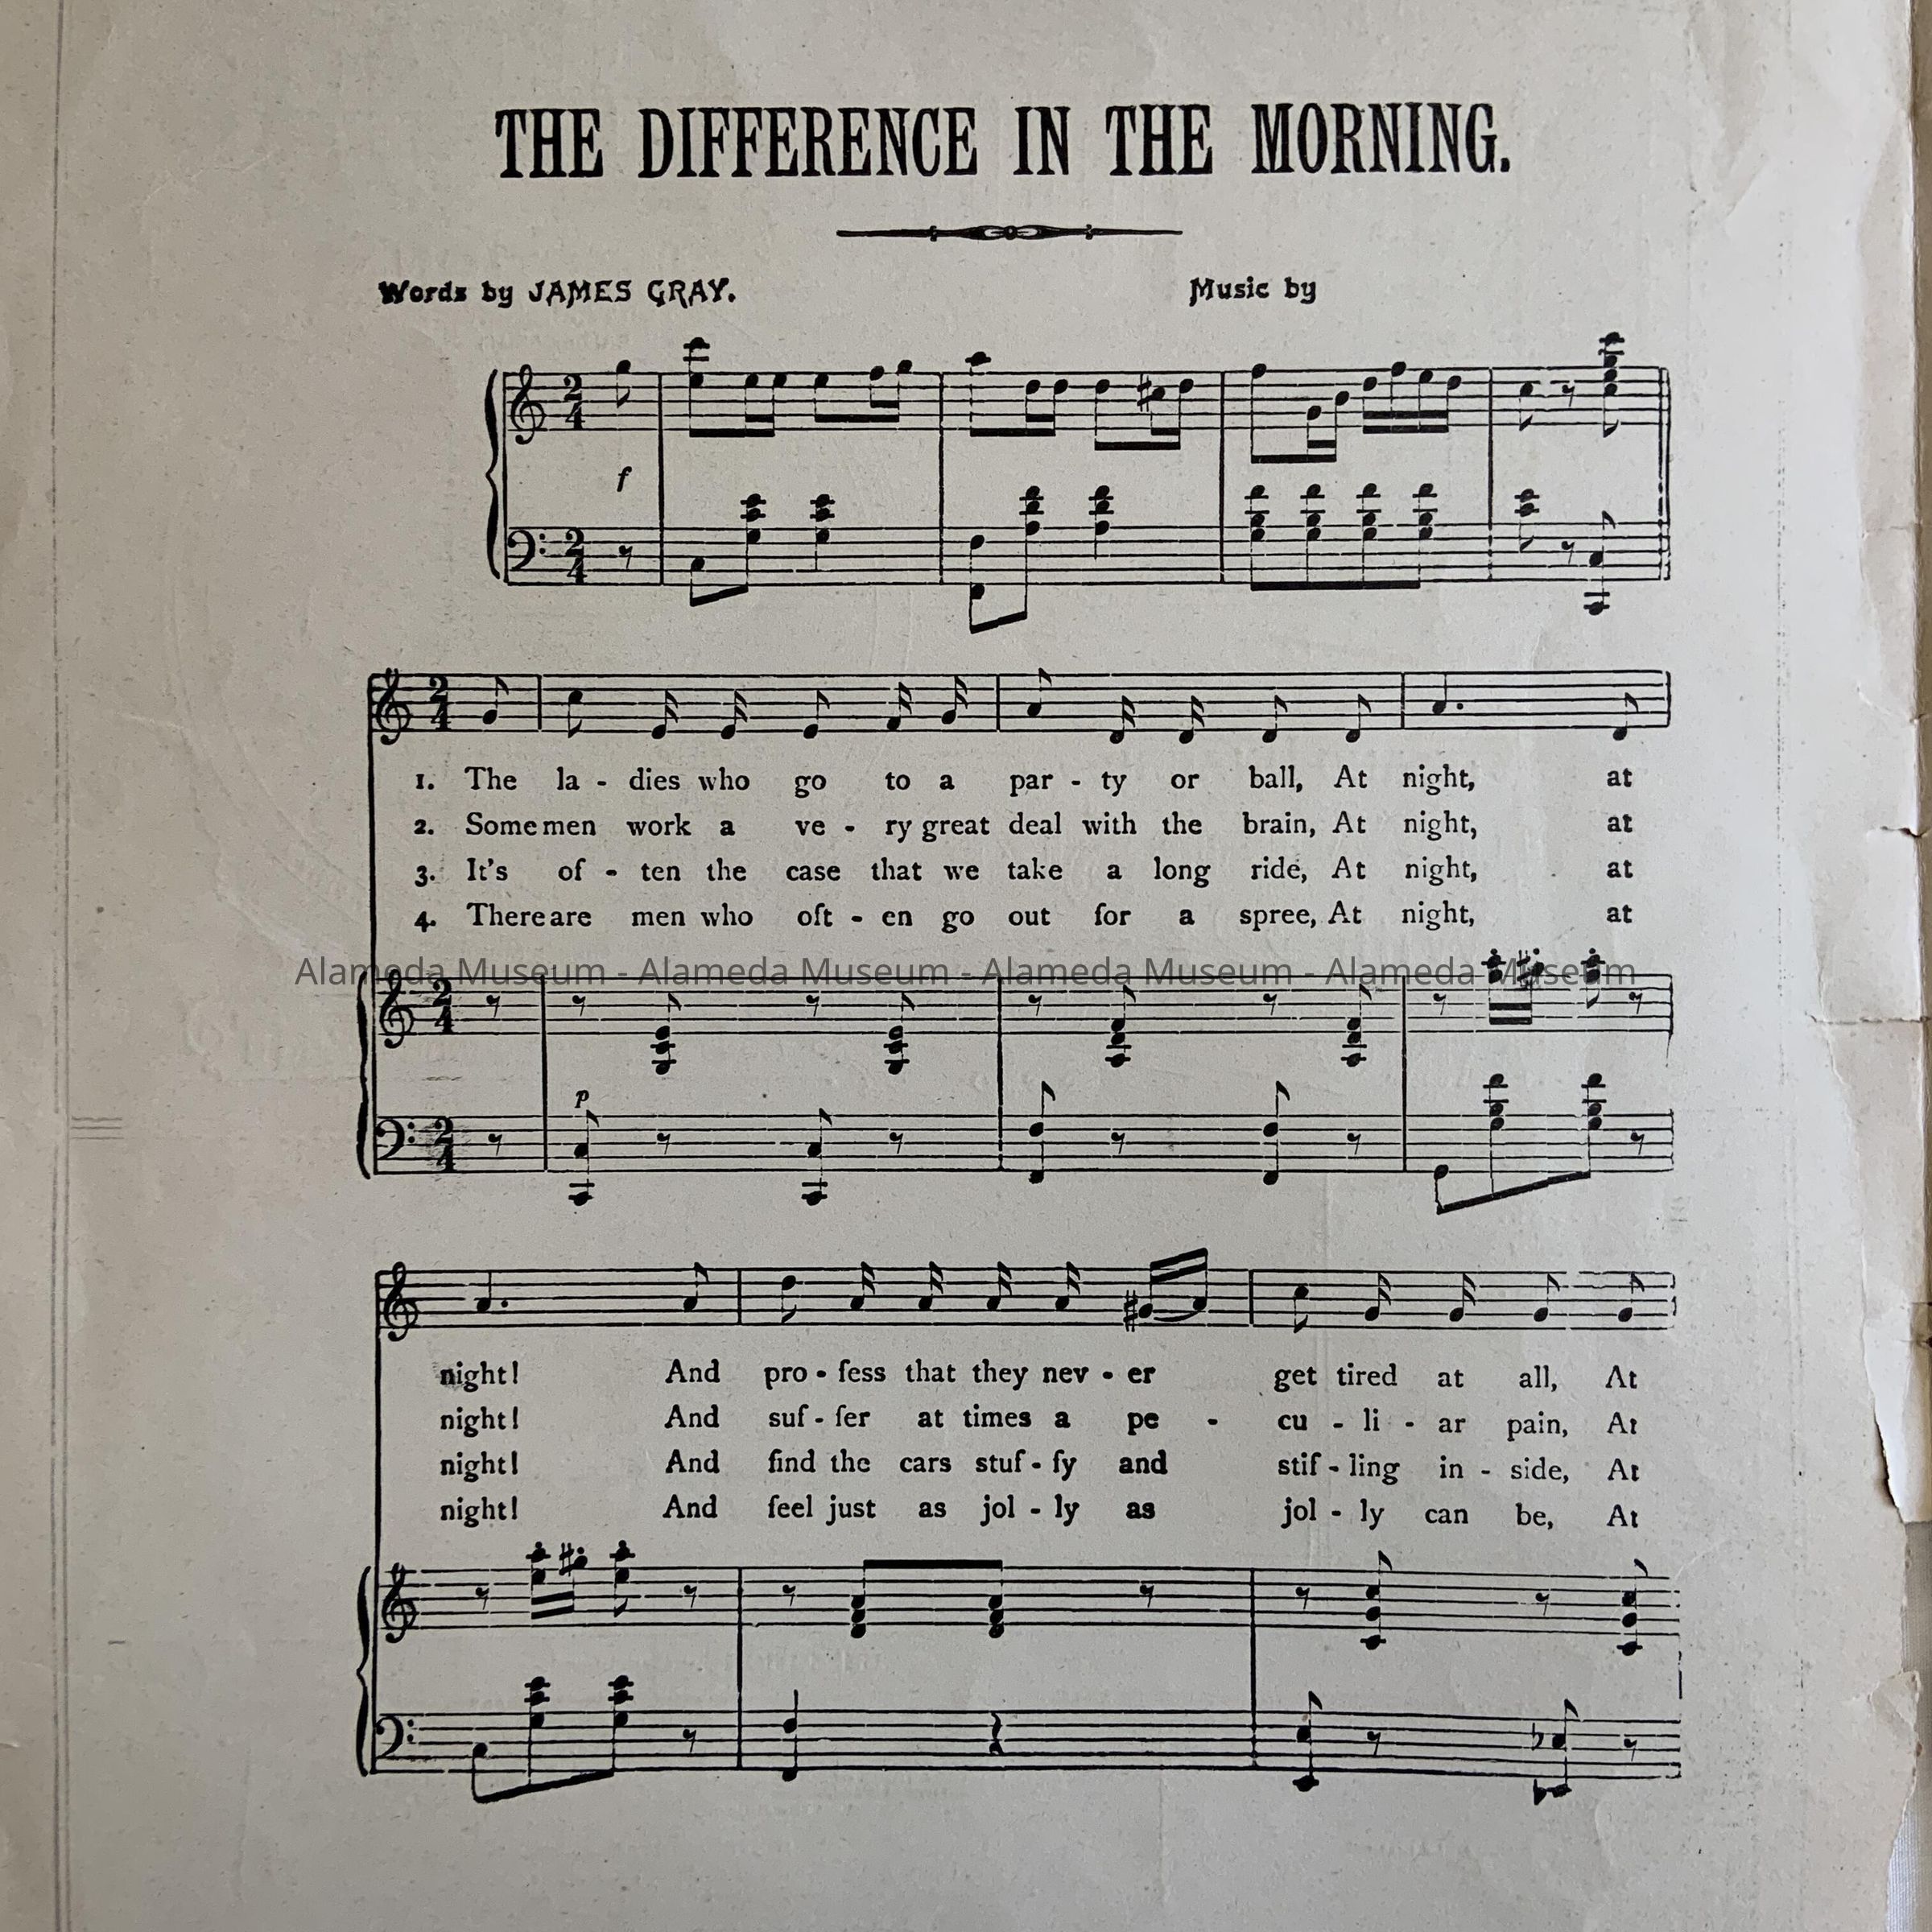 THE DIFFERENCE IN THE MORNING.
Words by JAMES GRAY.
Music by
f
1. The la - dies who go to a par - ty or ball, At night, at
2. Some men work a ve - ry great deal with the brain, At night, at
3. It's of - ten the case that we take a long ride, At night, at
4. There are men who oft - en go out for a spree, At night, at
Alameda Museum - Alameda Museum - Alameda Museum - Alameda Museum
p
night! And pro - fess that they nev - er get tired at all, At
night! And suf - fer at times a pe - cu - li - ar pain, At
night! And find the cars stuf - fy and stif - ling in - side, At
night! And feel just as jol - ly as jol - ly can be, At